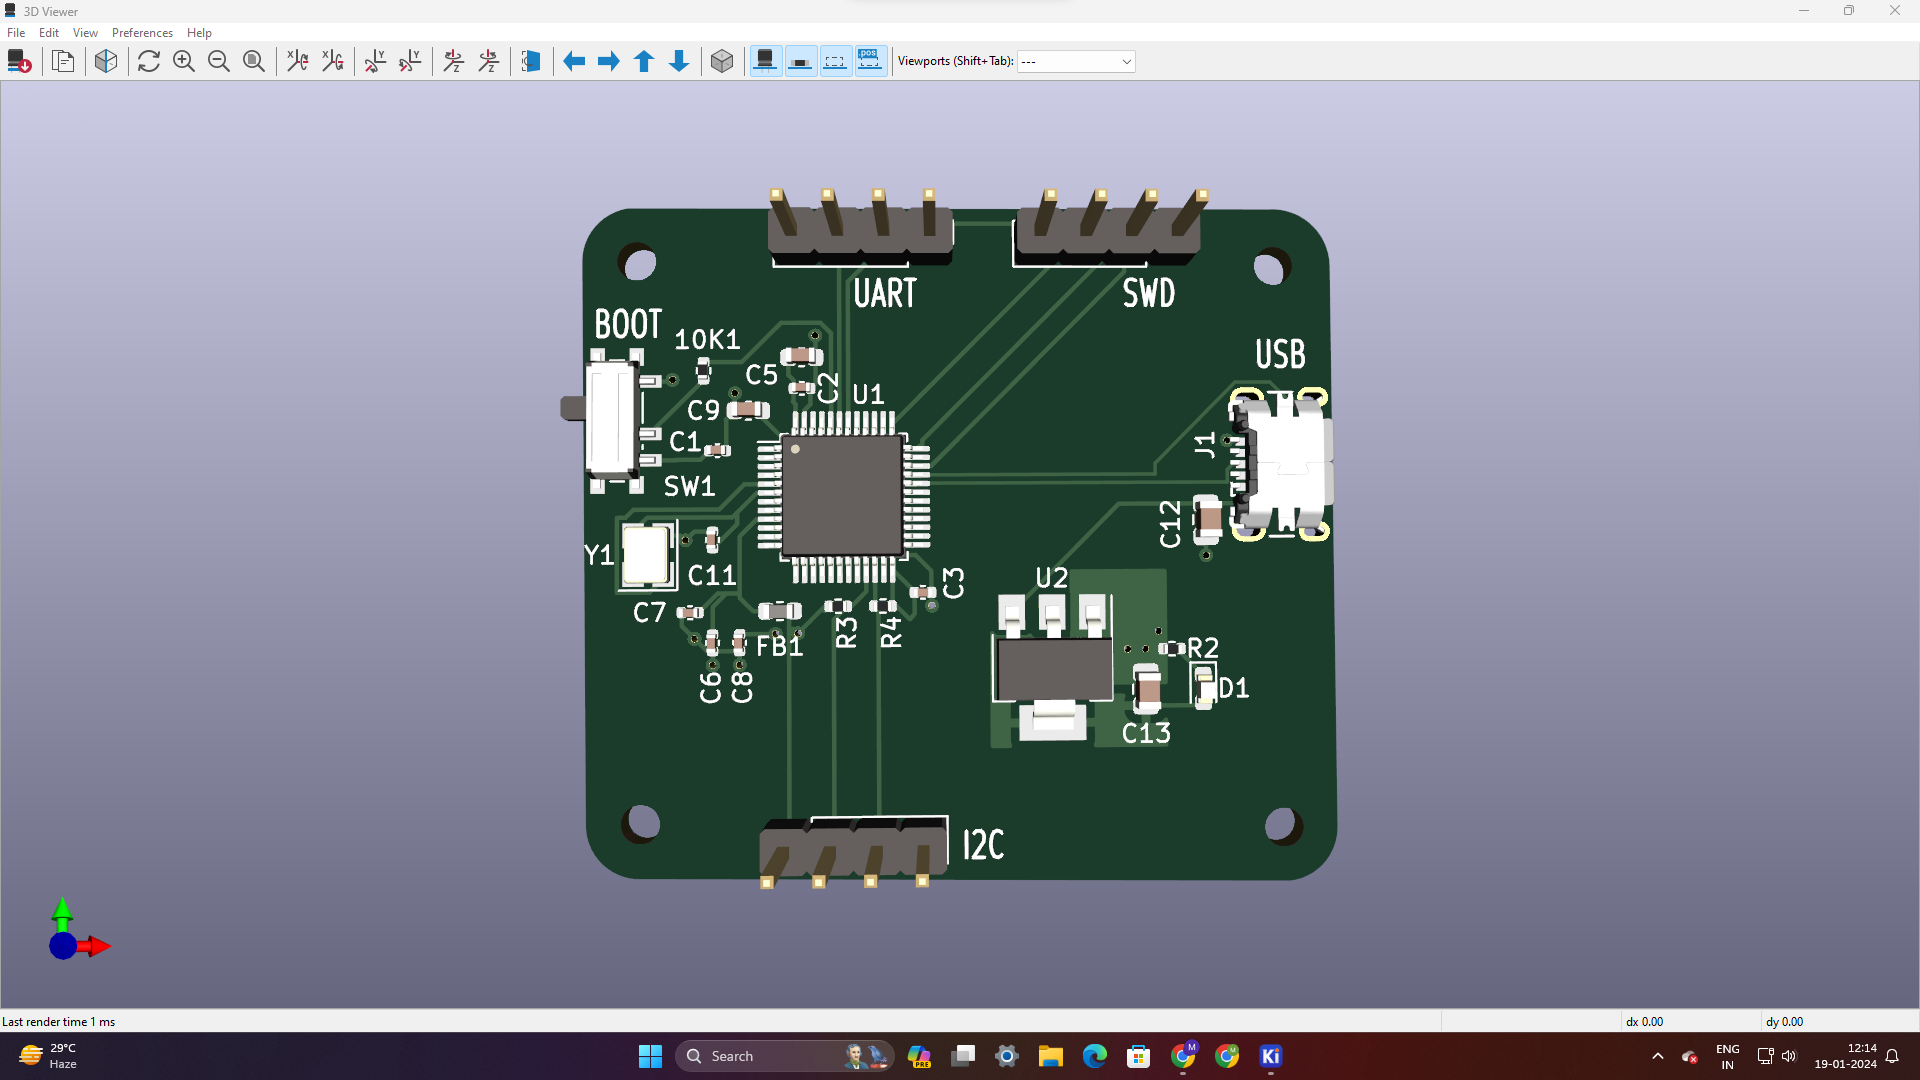 3D Viewer
File Edit View Preferences Help
Viewports (Shift+Tab): ---
UART
SWD
BOOT
10K1
USB
C5
C2
U1
C9
J1
C1
SW1
C12
Y1
C11
C3
U2
C7
R3
R4
FB1
R2
C6
C8
D1
C13
I2C
Last render time 1 ms
dx 0.00
dy 0.00
29°C
Haze
Search
PRE
M
Ki
ENG
IN
12:14
19-01-2024